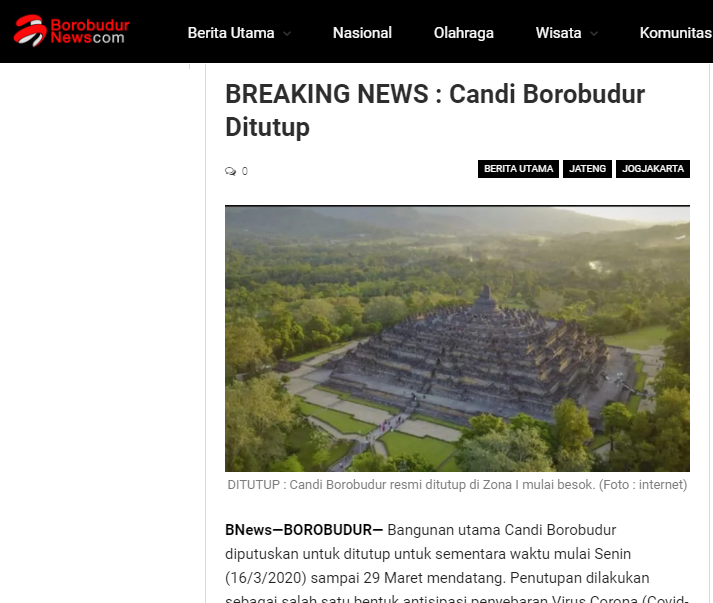 Borobudur
Newscom
Berita Utama
Nasional
Olahraga
Wisata
Komunitas
BREAKING NEWS : Candi Borobudur
Ditutup
0
BERITA UTAMA
JATENG
JOGJAKARTA
DITUTUP : Candi Borobudur resmi ditutup di Zona I mulai besok. (Foto : internet)
BNews—BOROBUDUR— Bangunan utama Candi Borobudur
diputuskan untuk ditutup untuk sementara waktu mulai Senin
(16/3/2020) sampai 29 Maret mendatang. Penutupan dilakukan
sebagai salah satu bentuk antisipasi penyebaran Virus Corona (Covid-